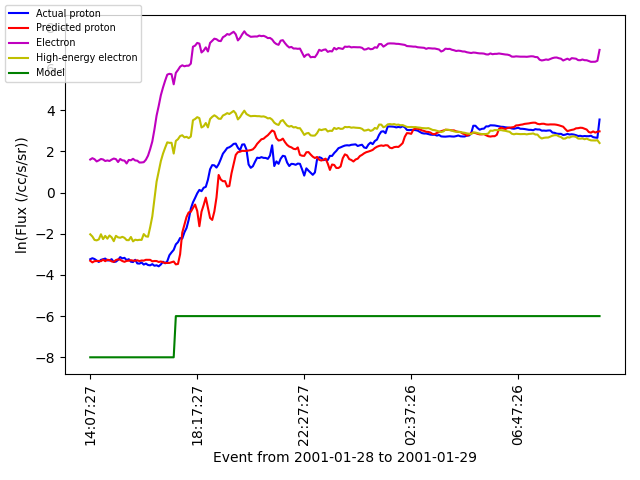 Actual proton
Predicted proton
Electron
High-energy electron
Model
ln(Flux (/cc/s/sr))
4
2
0
−2
−4
−6
−8
14:07:27
18:17:27
22:27:27
02:37:26
06:47:26
Event from 2001-01-28 to 2001-01-29